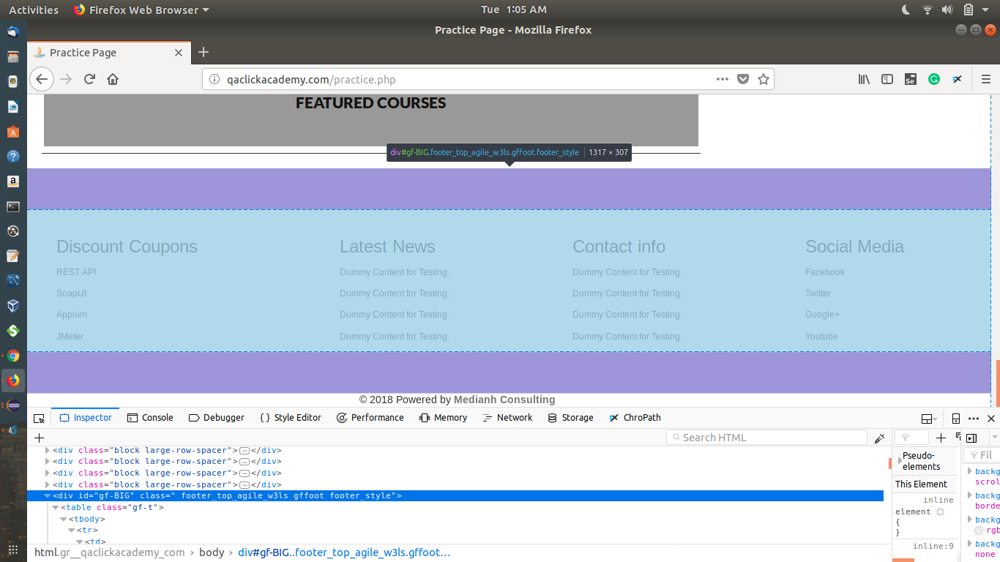 Activities Firefox Web Browser Tue 1:05 AM
Practice Page - Mozilla Firefox
Practice Page
qaclickacademy.com/practice.php
FEATURED COURSES
div#gf-BIG.footer_top_agile_w3ls.gffoot.footer_style 1317 × 307
Discount Coupons Latest News Contact info Social Media
REST API Dummy Content for Testing. Dummy Content for Testing. Facebook
SoapUI Dummy Content for Testing. Dummy Content for Testing. Twitter
Appium Dummy Content for Testing. Dummy Content for Testing. Google+
JMeter Dummy Content for Testing. Dummy Content for Testing. Youtube
© 2018 Powered by Medianh Consulting
Inspector Console Debugger {} Style Editor Performance Memory Network Storage ChroPath
Search HTML
Fil
<div class="block large-row-spacer">…</div>
<div class="block large-row-spacer">…</div>
<div class="block large-row-spacer">…</div>
<div class="block large-row-spacer">…</div>
<div id="gf-BIG" class=" footer_top_agile_w3ls gffoot footer_style">
<table class="gf-t">
<tbody>
<tr>
<td>
html.gr__qaclickacademy_com › body › div#gf-BIG..footer_top_agile_w3ls.gffoot…
Pseudo-
elements
This Element
inline
element
{
}
inline:9
backg
scrol
backg
borde
backg
rgb
backg
none